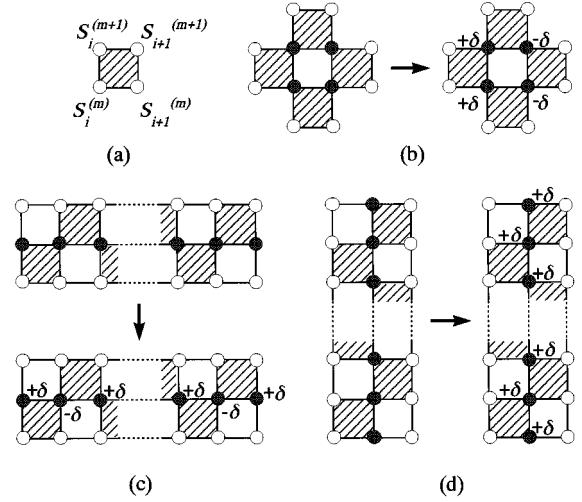 S_i^(m+1) S_{i+1}^(m+1)
+δ -δ
S_i^(m) S_{i+1}^(m)
+δ -δ
(a)
(b)
+δ
+δ
+δ
+δ +δ +δ +δ
-δ -δ
+δ
+δ
+δ
(c)
(d)